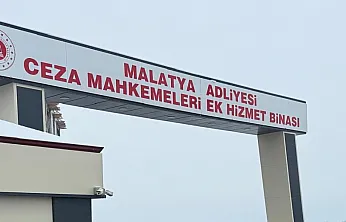 MALATYA ADLİYESİ
CEZA MAHKEMELERİ EK HİZMET BİNASI